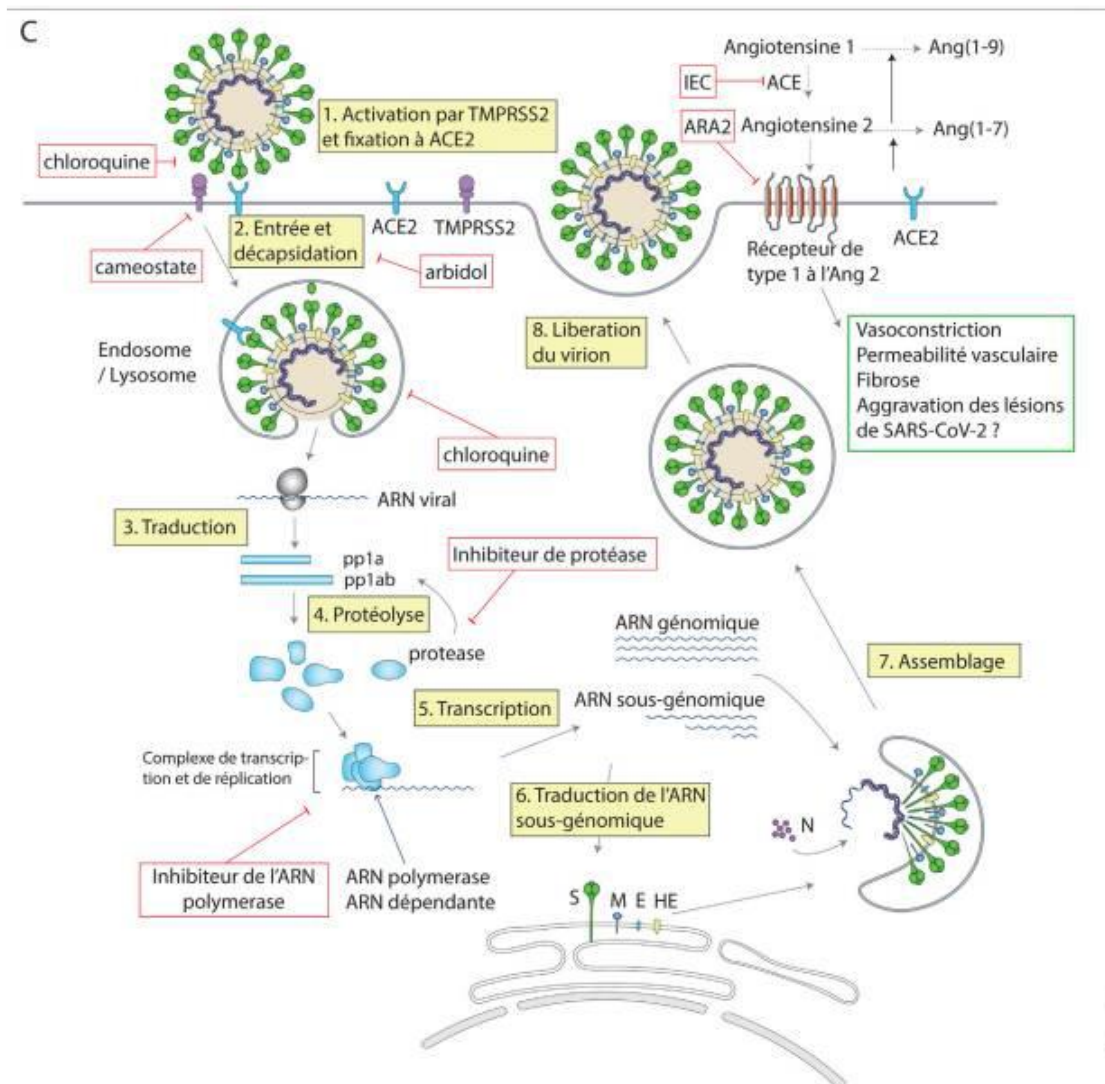 C
1. Activation par TMPRSS2
et fixation à ACE2
chloroquine
2. Entrée et
décapsidation
ACE2
TMPRSS2
cameostate
arbidol
Endosome
/ Lysosome
chloroquine
ARN viral
3. Traduction
pp1a
pp1ab
Inhibiteur de protéase
4. Protéolyse
protease
5. Transcription
ARN génomique
ARN sous-génomique
Complexe de transcrip-
tion et de réplication
6. Traduction de l'ARN
sous-génomique
Inhibiteur de l'ARN
polymerase
ARN polymerase
ARN dépendante
S
M
E
HE
N
7. Assemblage
8. Liberation
du virion
Angiotensine 1
Ang(1-9)
IEC
ACE
ARA2
Angiotensine 2
Ang(1-7)
ACE2
Récepteur de
type 1 à l'Ang 2
Vasoconstriction
Permeabilité vasculaire
Fibrose
Aggravation des lésions
de SARS-CoV-2 ?